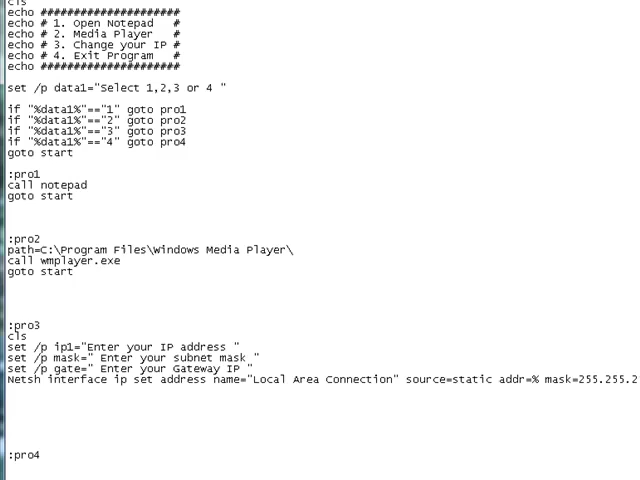 cls
echo #####################
echo # 1. Open Notepad   #
echo # 2. Media Player   #
echo # 3. Change your IP #
echo # 4. Exit Program   #
echo #####################
set /p data1="Select 1,2,3 or 4 "
if "%data1%"=="1" goto pro1
if "%data1%"=="2" goto pro2
if "%data1%"=="3" goto pro3
if "%data1%"=="4" goto pro4
goto start
:pro1
call notepad
goto start
:pro2
path=C:\Program Files\Windows Media Player\
call wmplayer.exe
goto start
:pro3
cls
set /p ip1="Enter your IP address "
set /p mask=" Enter your subnet mask "
set /p gate=" Enter your Gateway IP "
Netsh interface ip set address name="Local Area Connection" source=static addr=% mask=255.255.2
:pro4